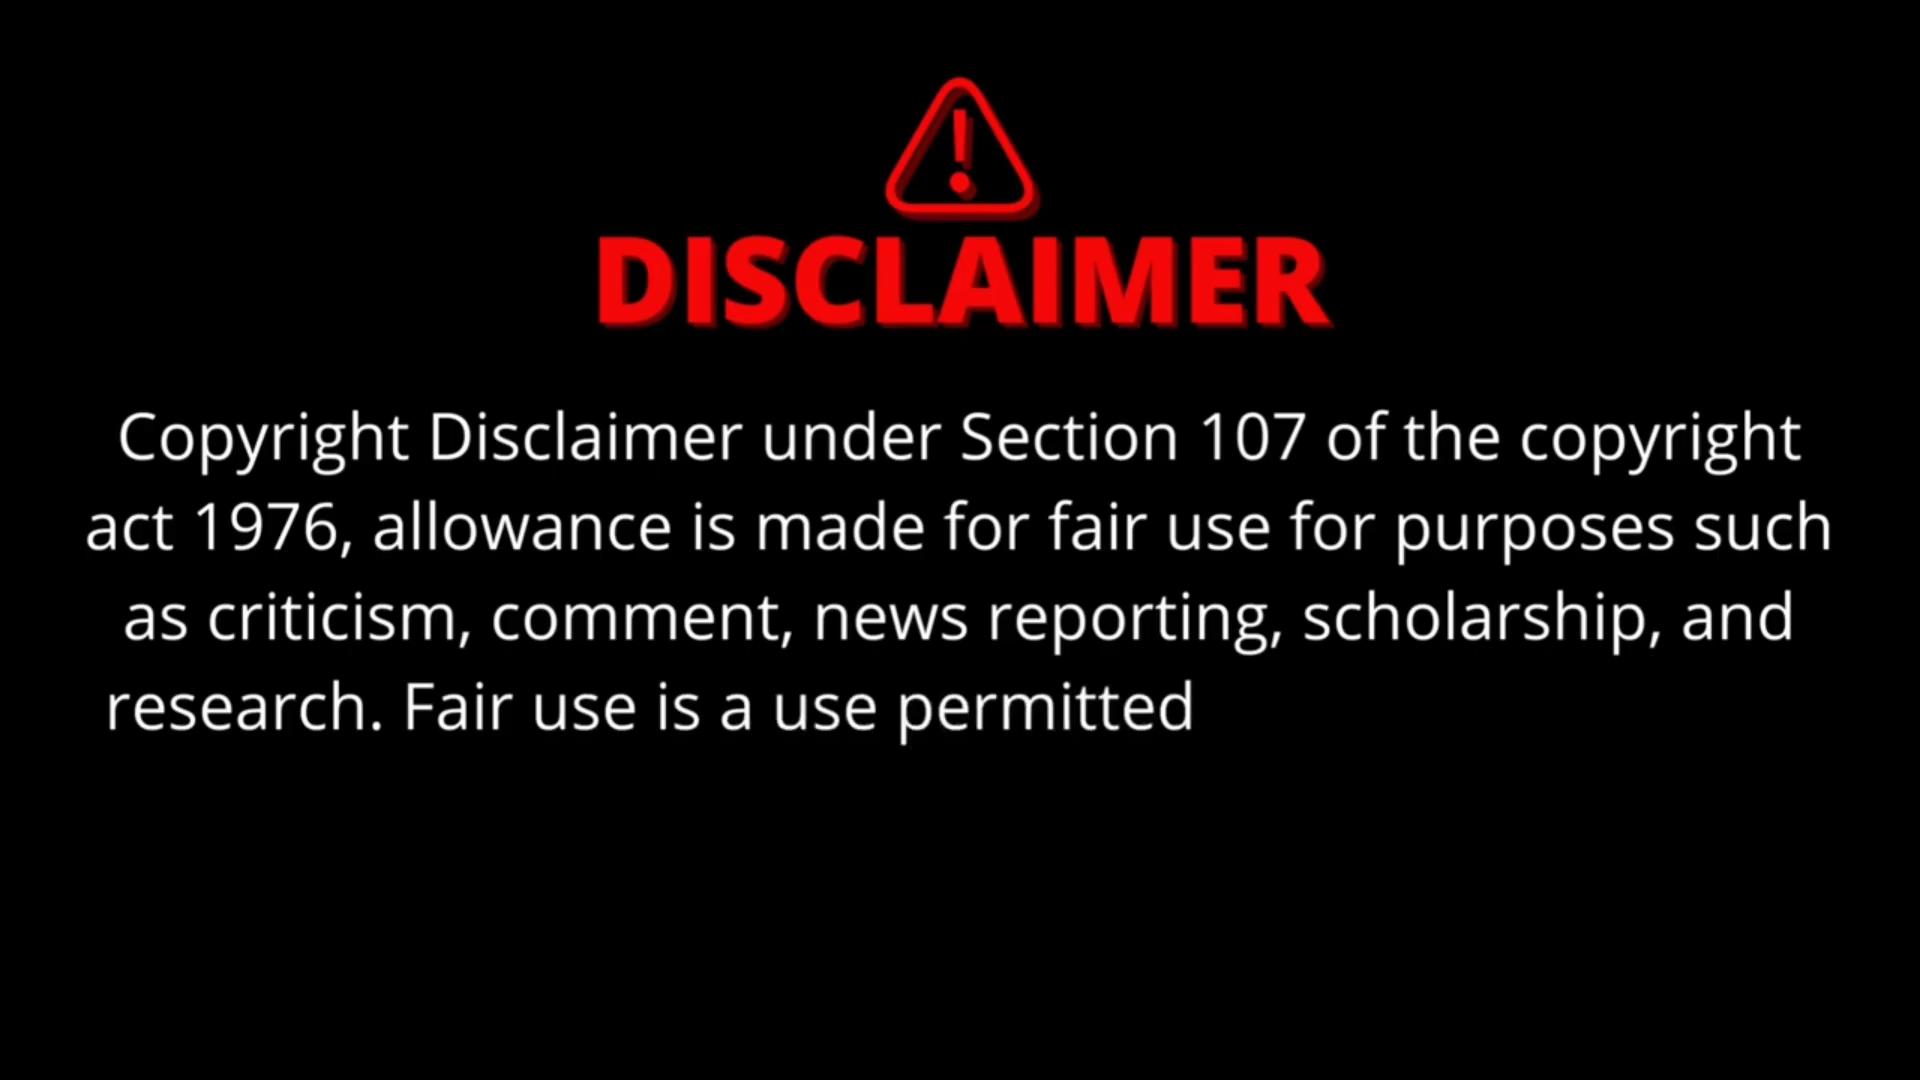 DISCLAIMER
Copyright Disclaimer under Section 107 of the copyright
act 1976, allowance is made for fair use for purposes such
as criticism, comment, news reporting, scholarship, and
research. Fair use is a use permitted